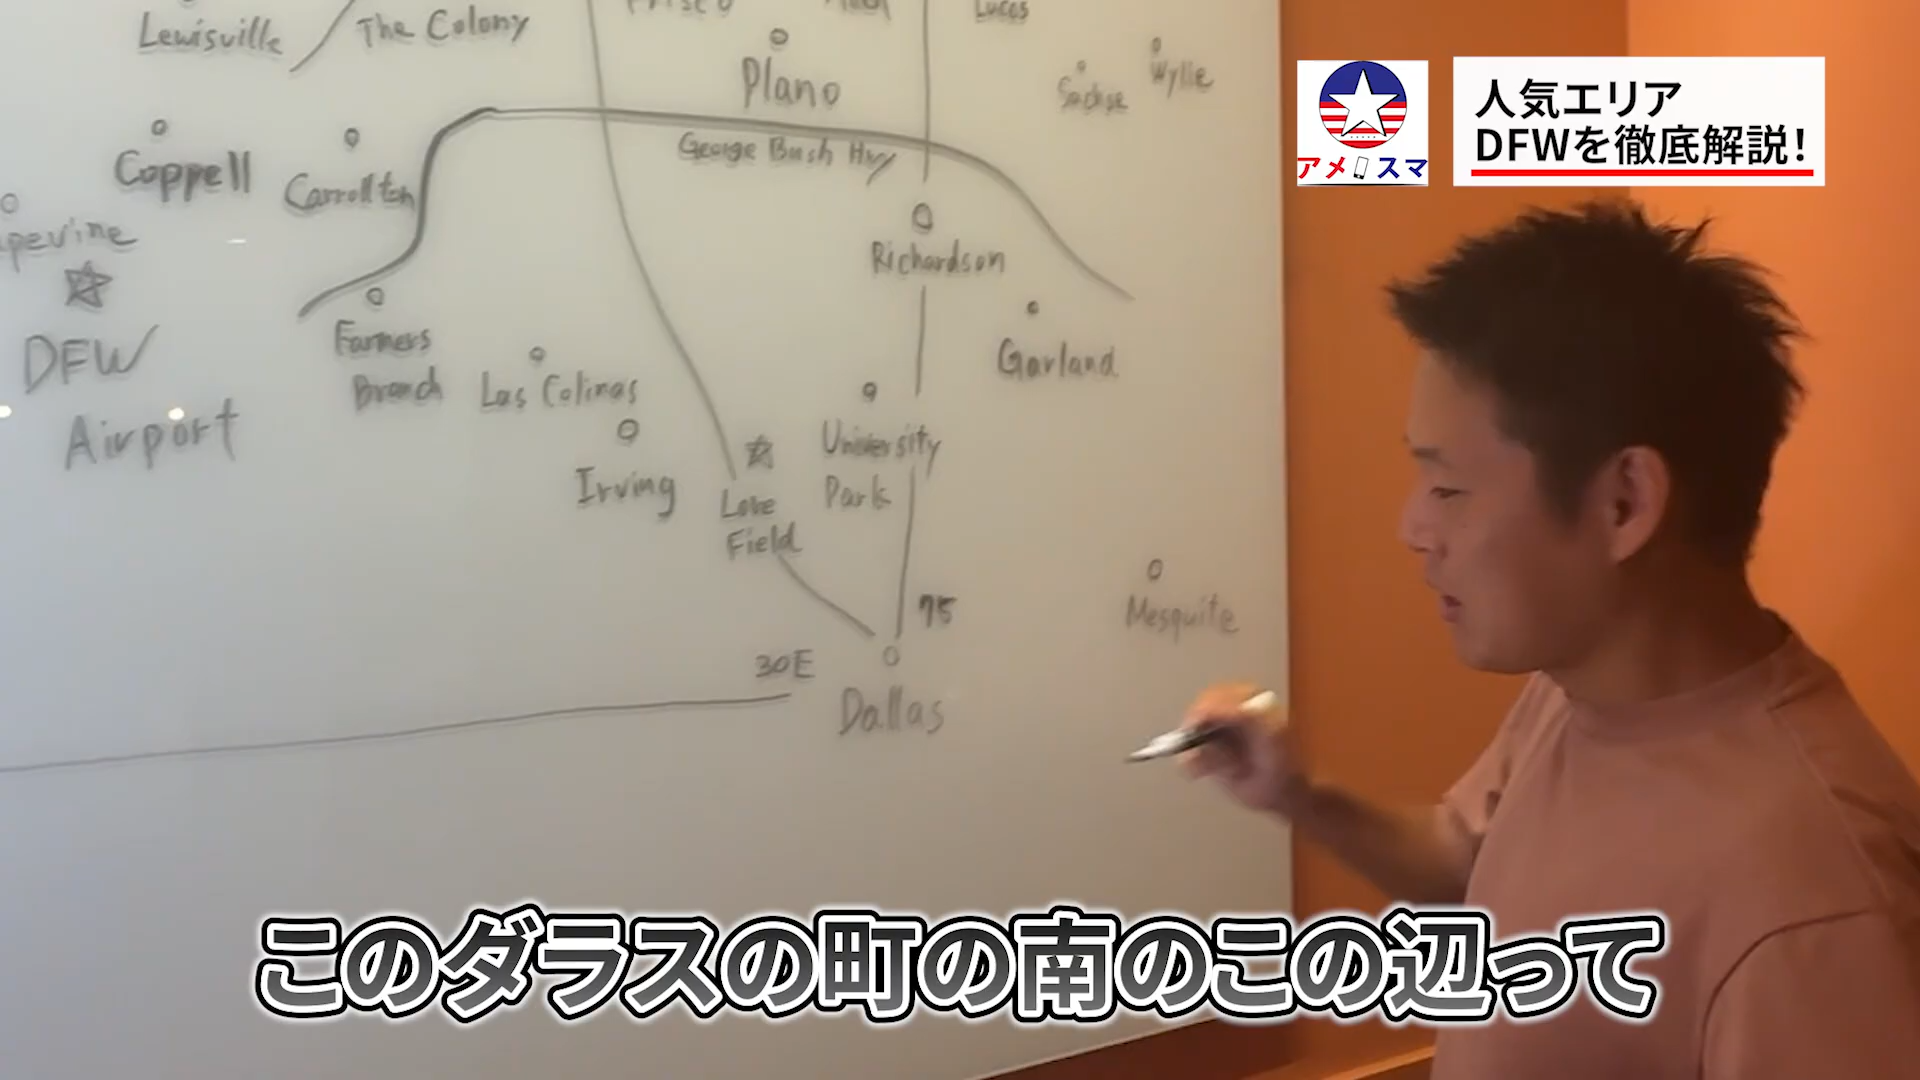 Lewisville
The Colony
Lucas
Plano
Sachse
Wylie
人気エリア
DFWを徹底解説!
アメスマ
George Bush Hwy
Coppell
Carrollton
Richardson
pevine
Garland
DFW
Airport
Farmers
Branch
Las Colinas
Irving
University
Park
Love
Field
Mesquite
75
30E
Dallas
このダラスの町の南のこの辺って